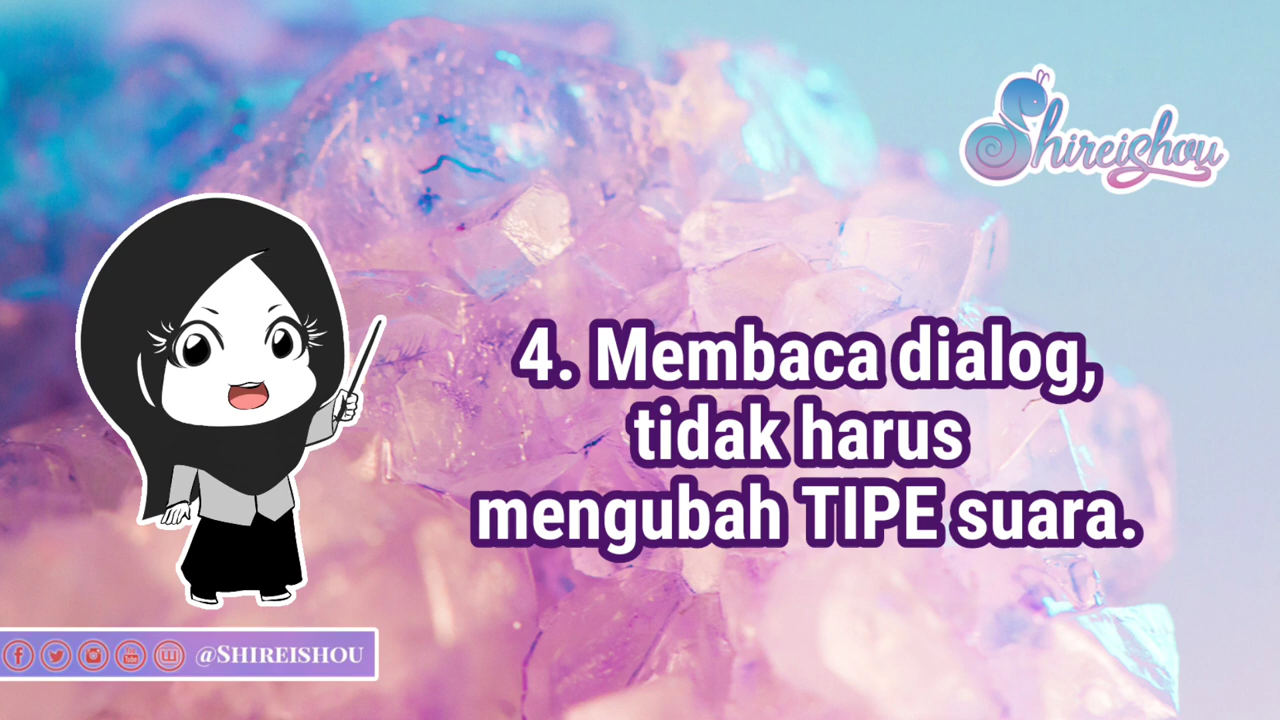 Shireishou
4. Membaca dialog,
tidak harus
mengubah TIPE suara.
@SHIREISHOU